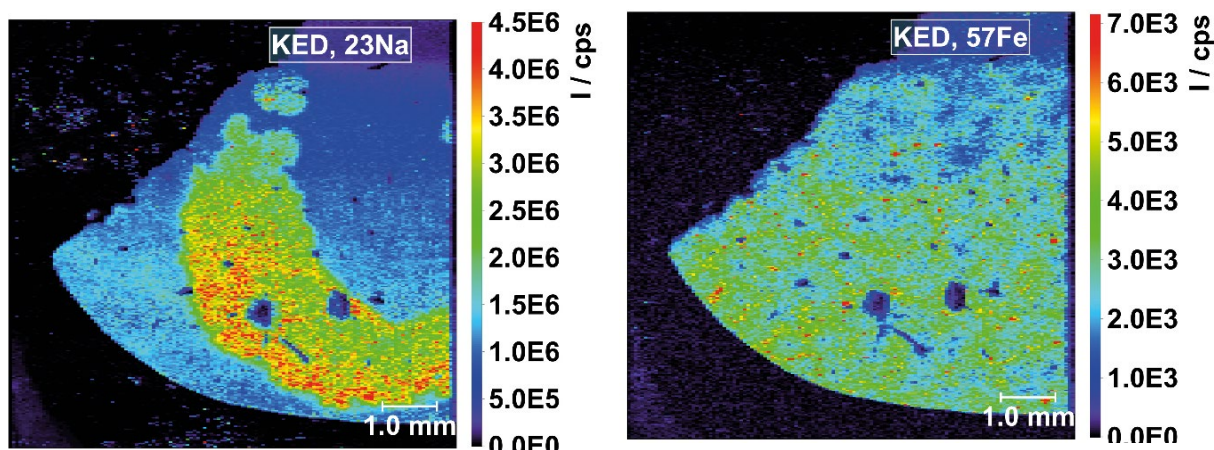 KED, 23Na
4.5E6
4.0E6
3.5E6
3.0E6
2.5E6
2.0E6
1.5E6
1.0E6
5.0E5
0.0E0
I / cps
1.0 mm
KED, 57Fe
7.0E3
6.0E3
5.0E3
4.0E3
3.0E3
2.0E3
1.0E3
0.0E0
I / cps
1.0 mm